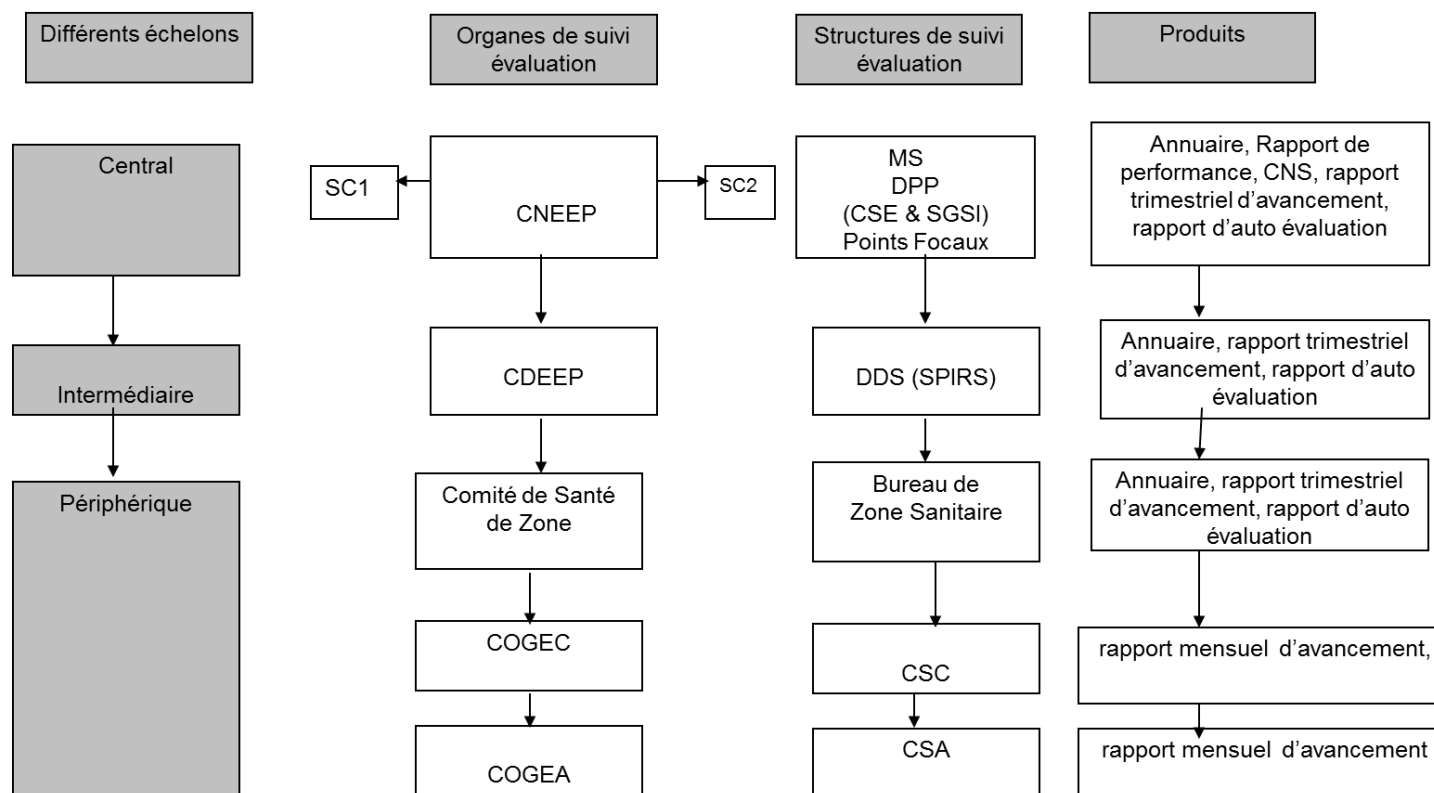 Différents échelons
Organes de suivi
évaluation
Structures de suivi
évaluation
Produits
Central
SC1
CNEEP
SC2
MS
DPP
(CSE & SGSI)
Points Focaux
Annuaire, Rapport de
performance, CNS, rapport
trimestriel d’avancement,
rapport d’auto évaluation
Intermédiaire
CDEEP
DDS (SPIRS)
Annuaire, rapport trimestriel
d’avancement, rapport d’auto
évaluation
Périphérique
Comité de Santé
de Zone
Bureau de
Zone Sanitaire
Annuaire, rapport trimestriel
d’avancement, rapport d’auto
évaluation
COGEC
CSC
rapport mensuel d’avancement,
COGEA
CSA
rapport mensuel d’avancement